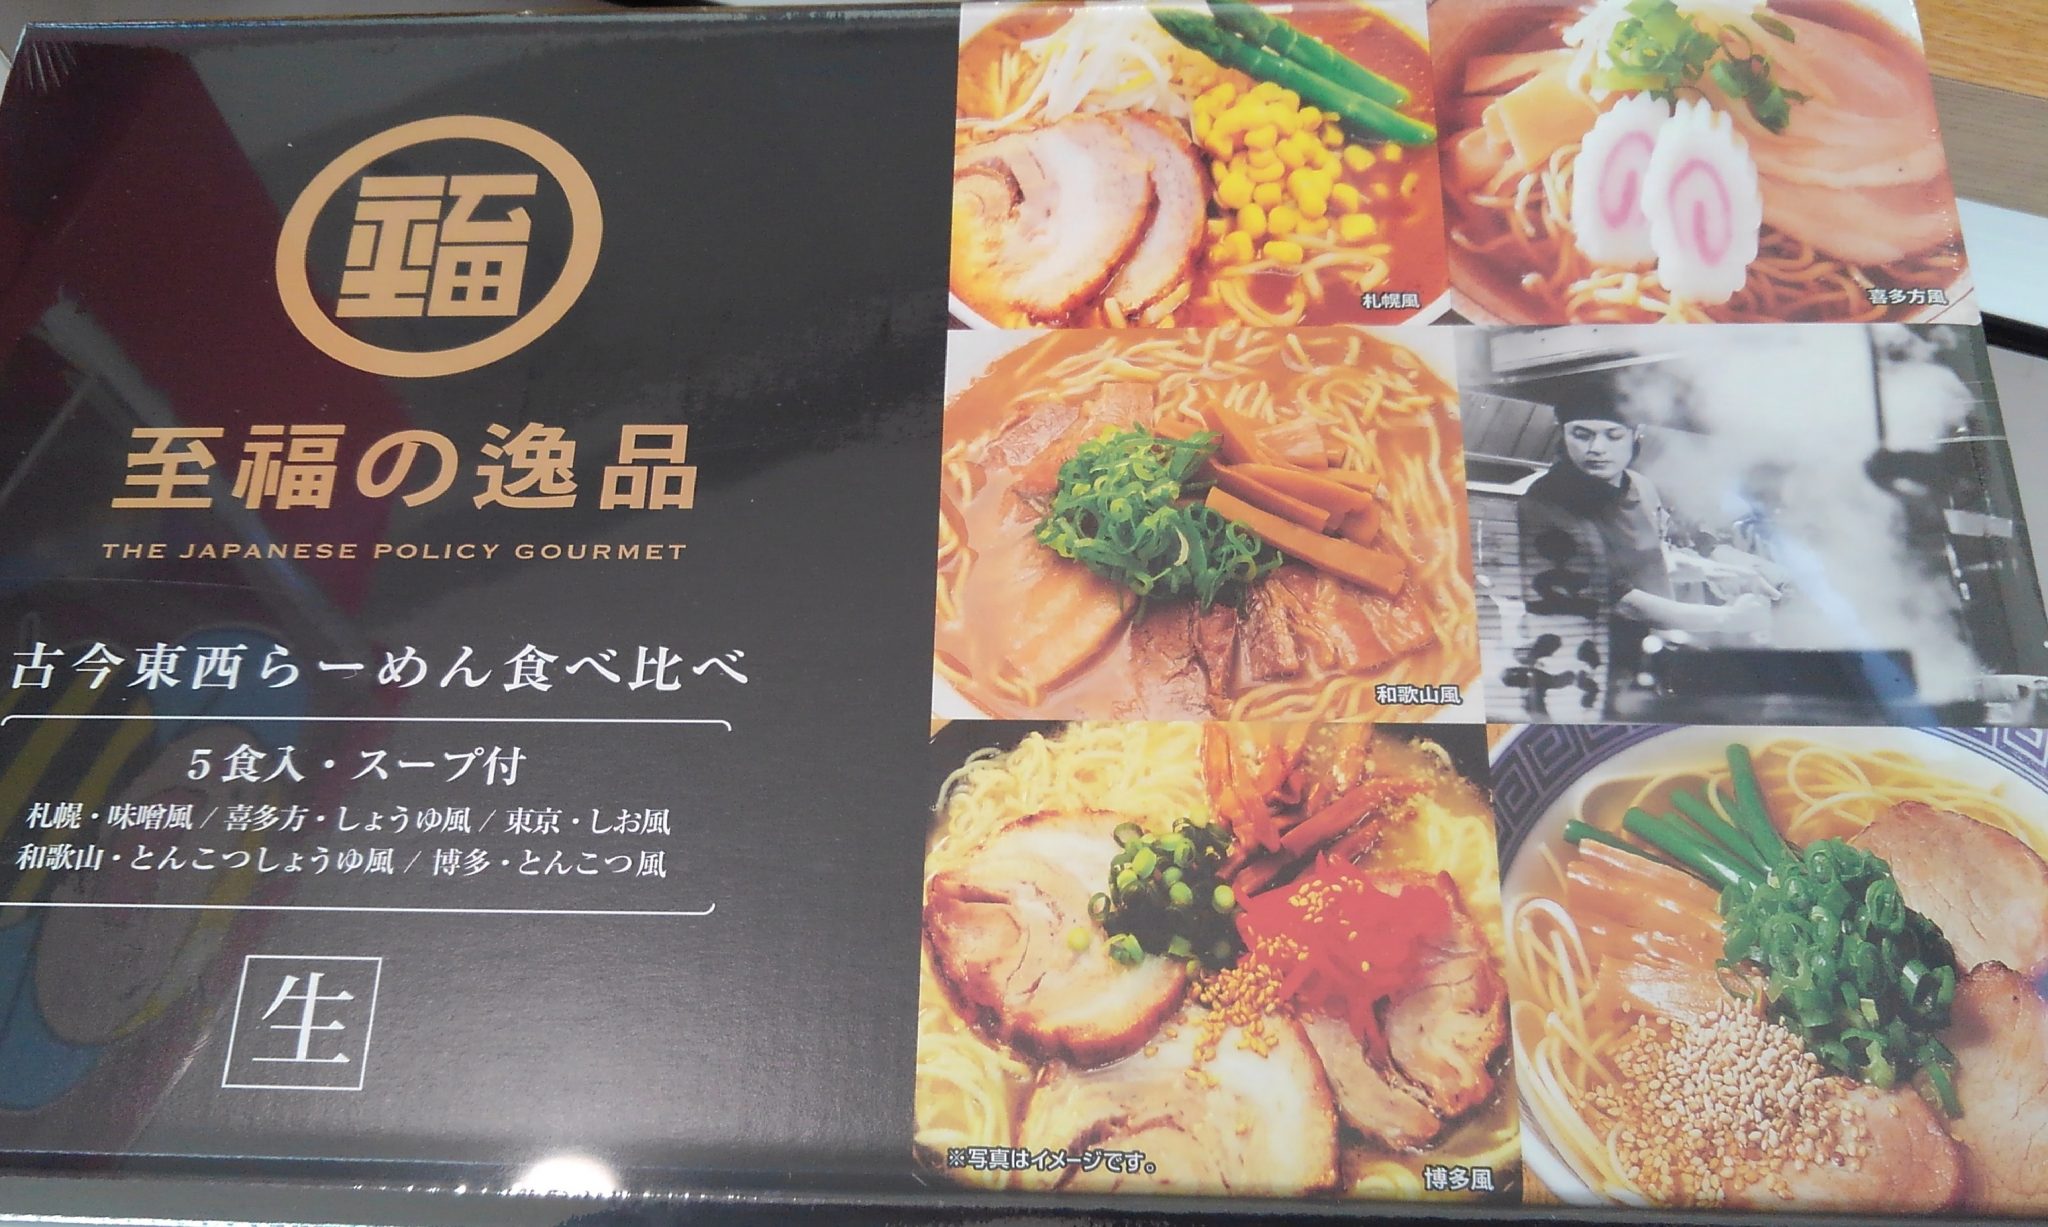 至福
至福の逸品
THE JAPANESE POLICY GOURMET
古今東西らーめん食べ比べ
5食入・スープ付
札幌・味噌風 / 喜多方・しょうゆ風 / 東京・しお風
和歌山・とんこつしょうゆ風 / 博多・とんこつ風
生
札幌風
喜多方風
和歌山風
※写真はイメージです。
博多風